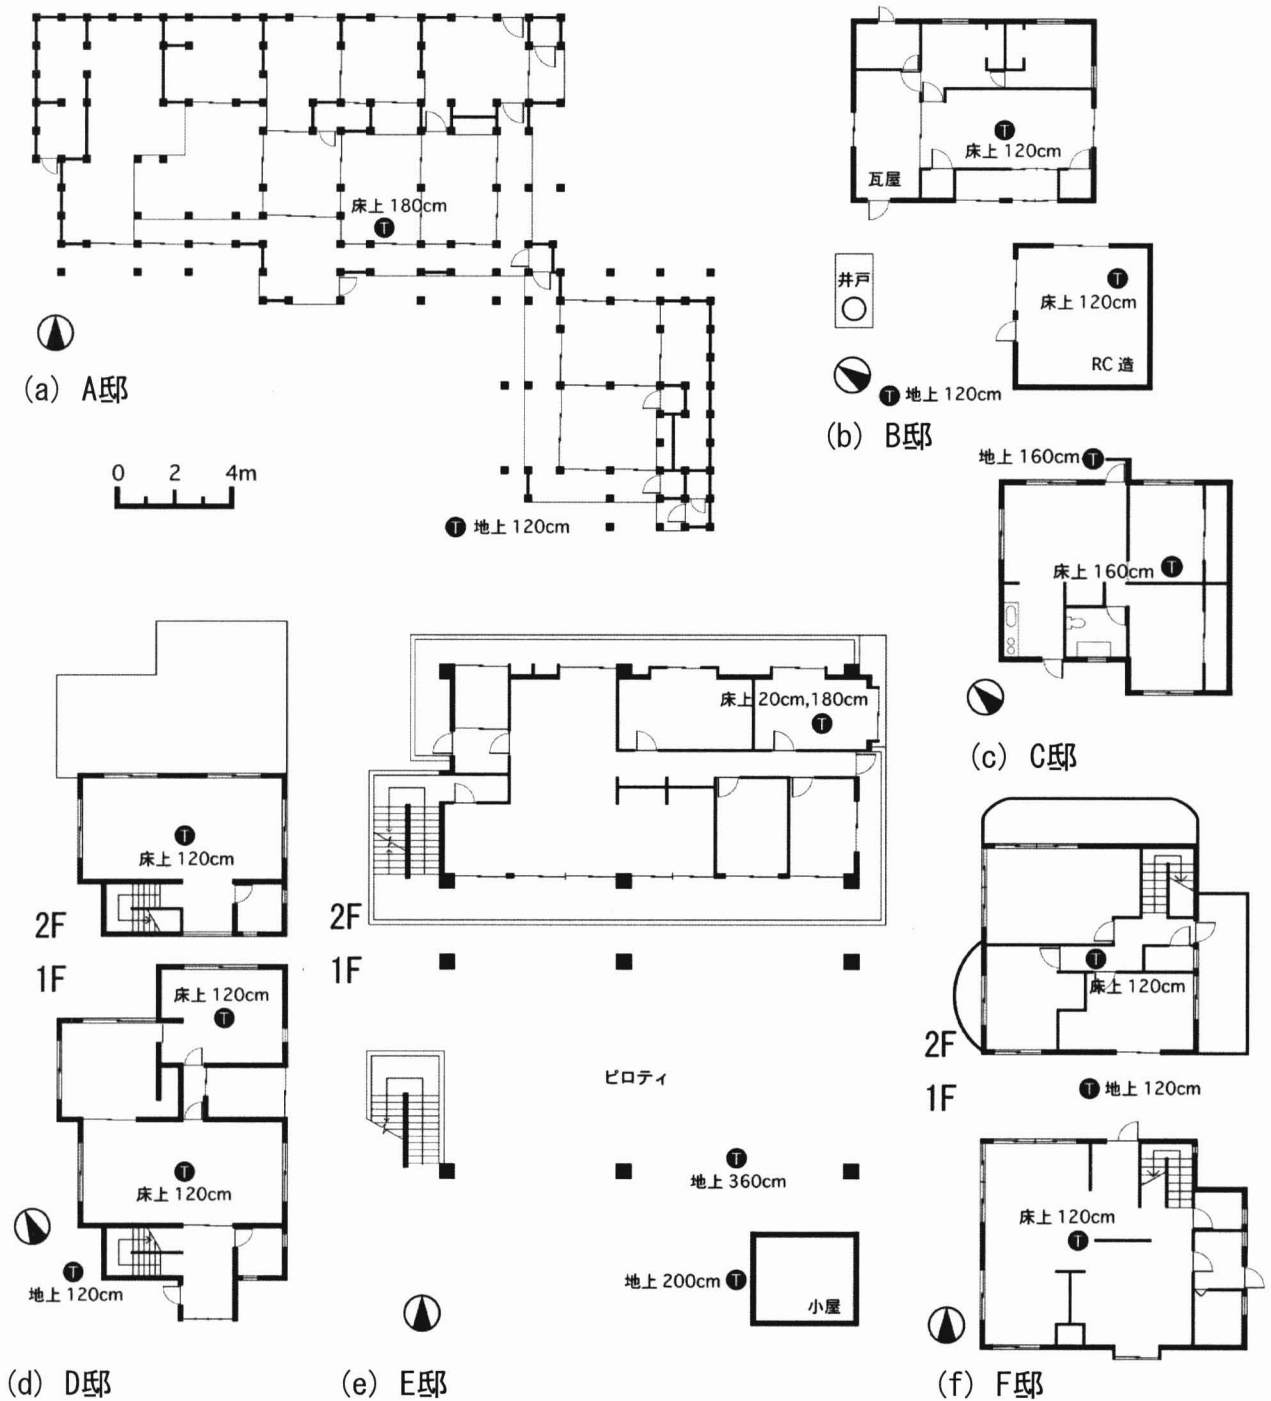 床上 180cm
(a) A邸
0 2 4m
T 地上 120cm
T
T
床上 120cm
瓦屋
井戸
T
床上 120cm
RC 造
T 地上 120cm
(b) B邸
地上 160cm T
床上 160cm T
(c) C邸
T
床上 120cm
2F
1F
床上 120cm
T
T
床上 120cm
T
地上 120cm
(d) D邸
床上 20cm,180cm
T
2F
1F
ピロティ
T
地上 360cm
地上 200cm T
小屋
(e) E邸
T
床上 120cm
2F
1F
T 地上 120cm
床上 120cm
T
(f) F邸